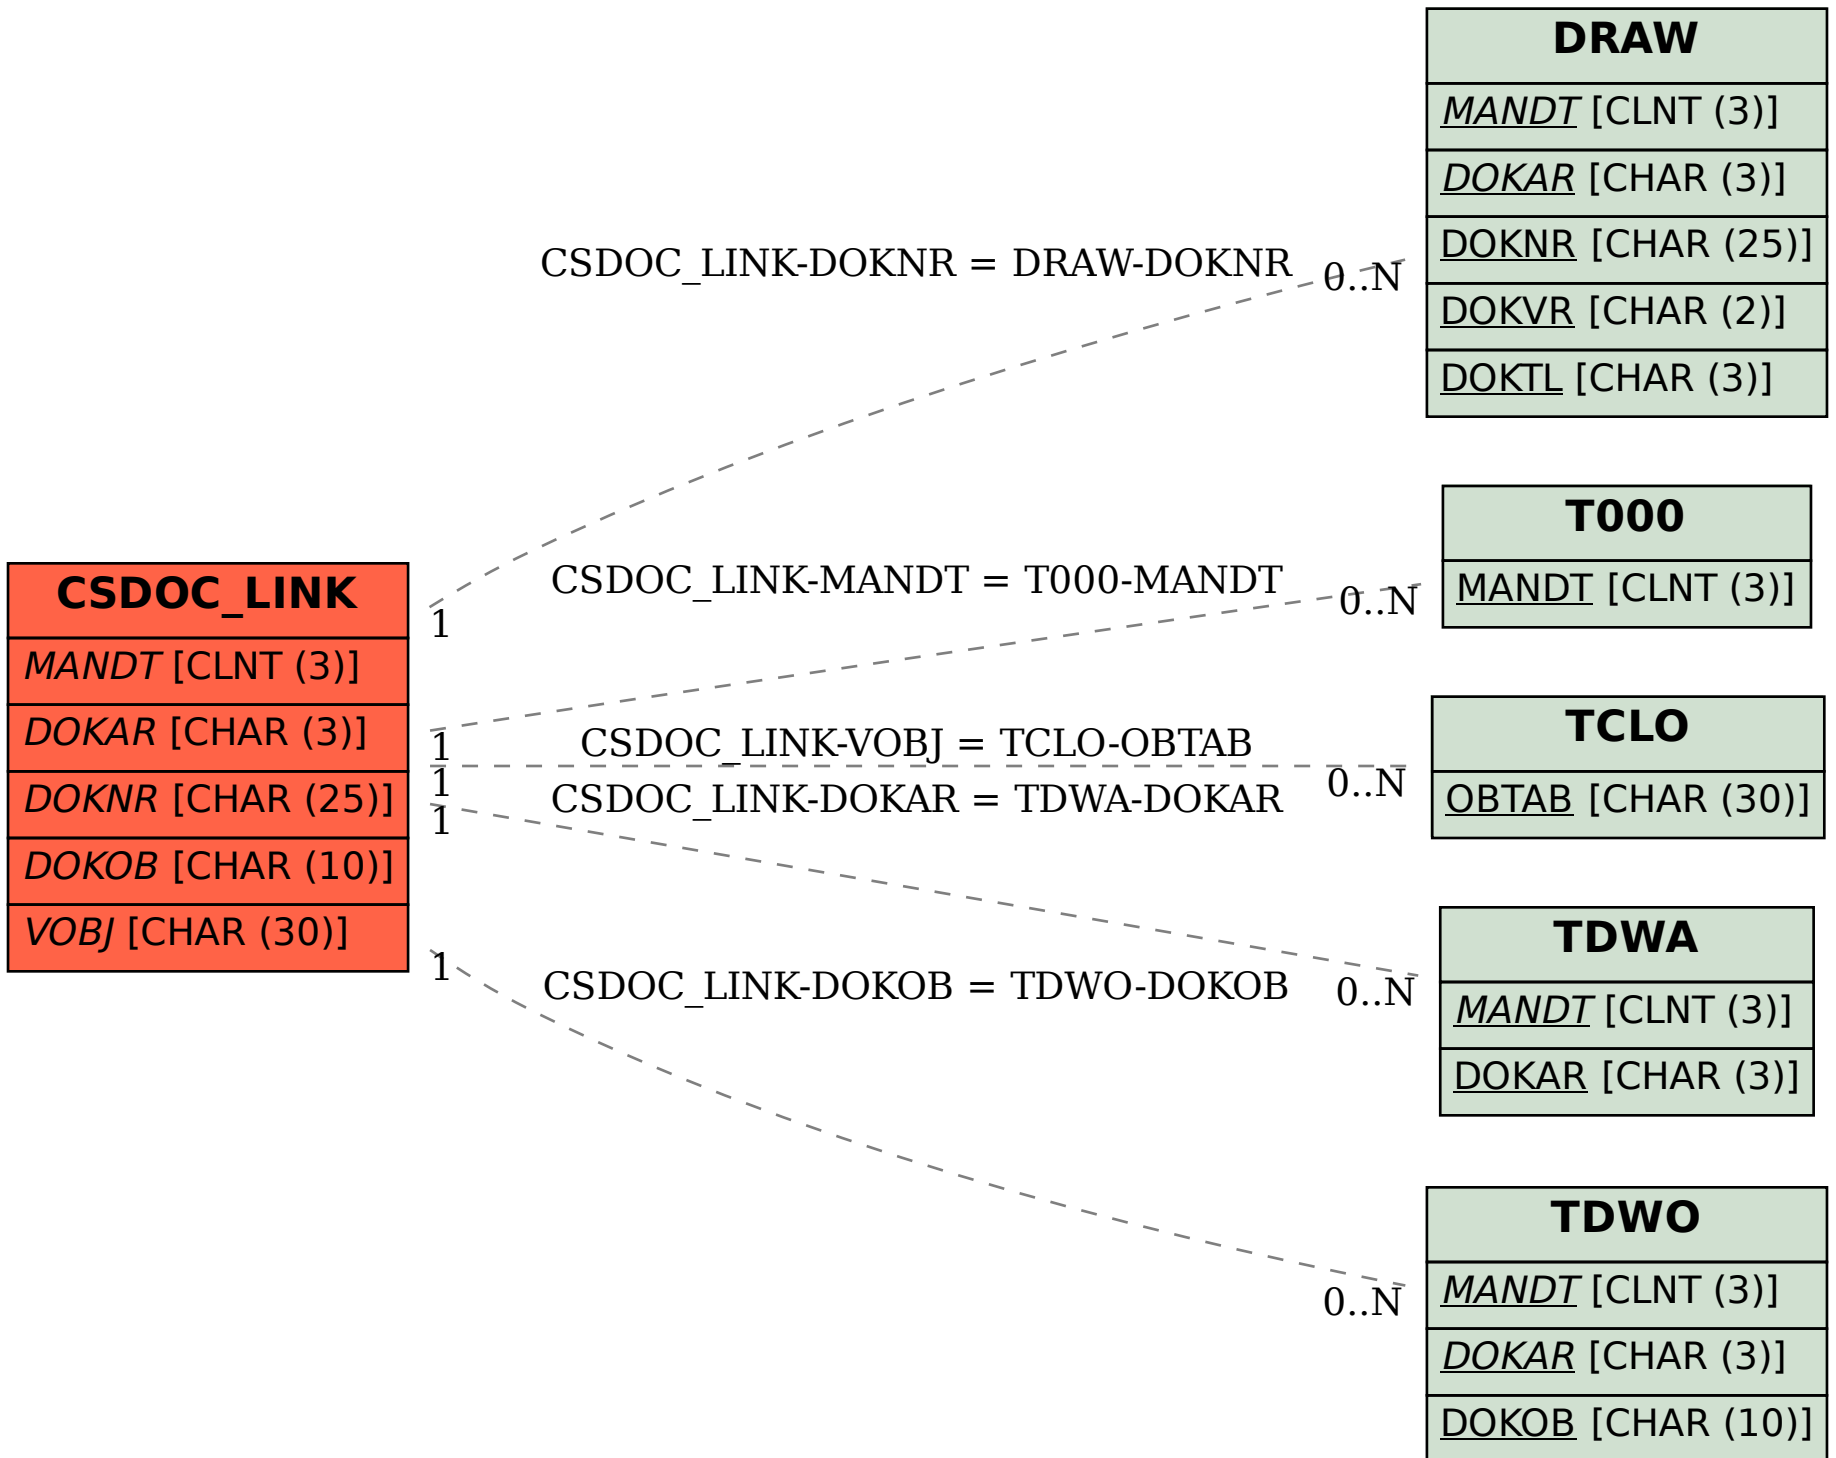 CSDOC_LINK
MANDT [CLNT (3)]
DOKAR [CHAR (3)]
DOKNR [CHAR (25)]
DOKOB [CHAR (10)]
VOBJ [CHAR (30)]
CSDOC_LINK-DOKNR = DRAW-DOKNR
0..N
1
CSDOC_LINK-MANDT = T000-MANDT
0..N
1
CSDOC_LINK-VOBJ = TCLO-OBTAB
0..N
1
CSDOC_LINK-DOKAR = TDWA-DOKAR
0..N
1
CSDOC_LINK-DOKOB = TDWO-DOKOB
0..N
1
DRAW
MANDT [CLNT (3)]
DOKAR [CHAR (3)]
DOKNR [CHAR (25)]
DOKVR [CHAR (2)]
DOKTL [CHAR (3)]
T000
MANDT [CLNT (3)]
TCLO
OBTAB [CHAR (30)]
TDWA
MANDT [CLNT (3)]
DOKAR [CHAR (3)]
TDWO
MANDT [CLNT (3)]
DOKAR [CHAR (3)]
DOKOB [CHAR (10)]